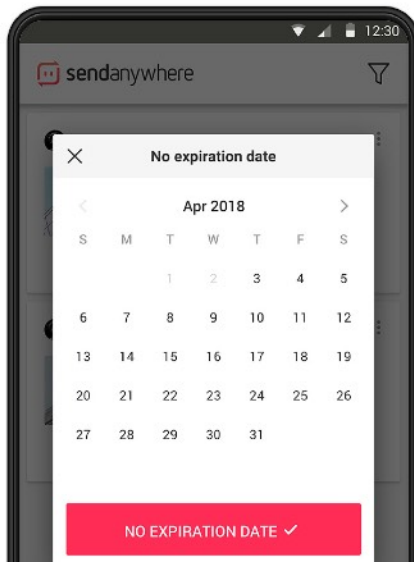 12:30
sendanywhere
No expiration date
Apr 2018
S M T W T F S
1 2 3 4 5
6 7 8 9 10 11 12
13 14 15 16 17 18 19
20 21 22 23 24 25 26
27 28 29 30 31
NO EXPIRATION DATE